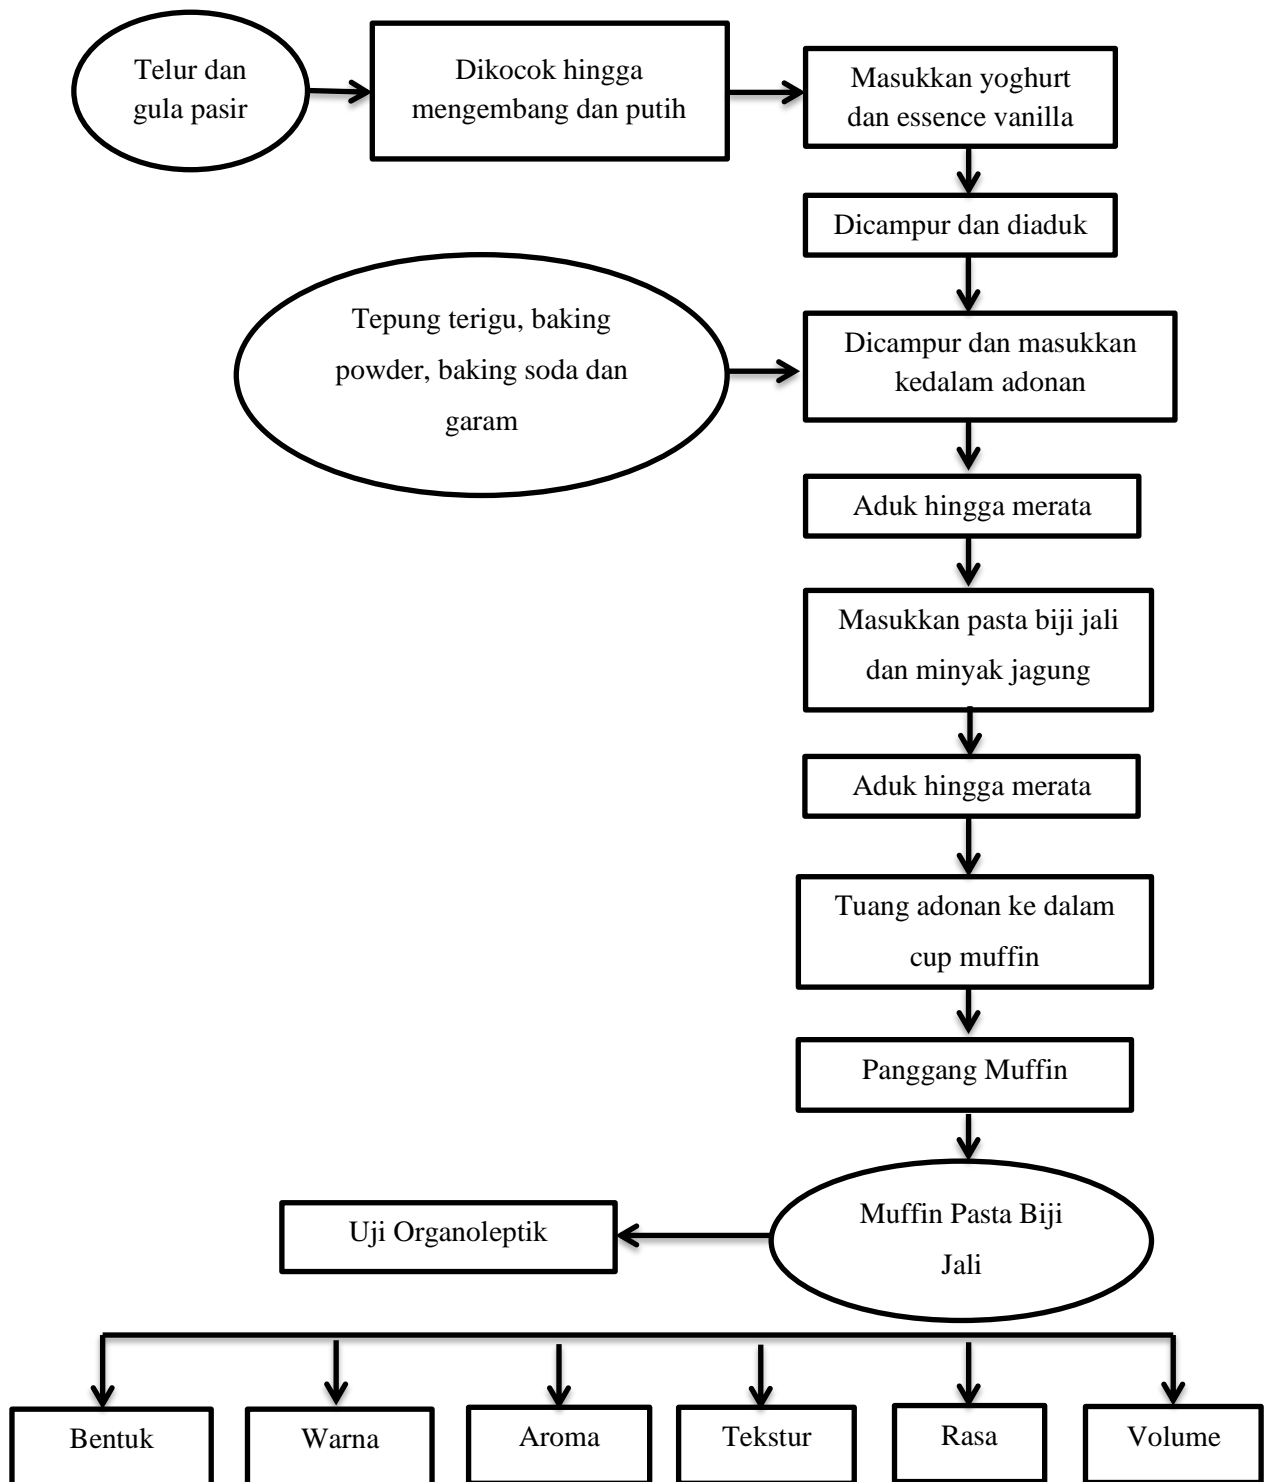 Telur dan
gula pasir
Dikocok hingga
mengembang dan putih
Masukkan yoghurt
dan essence vanilla
Dicampur dan diaduk
Tepung terigu, baking
powder, baking soda dan
garam
Dicampur dan masukkan
kedalam adonan
Aduk hingga merata
Masukkan pasta biji jali
dan minyak jagung
Aduk hingga merata
Tuang adonan ke dalam
cup muffin
Panggang Muffin
Muffin Pasta Biji
Jali
Uji Organoleptik
Bentuk
Warna
Aroma
Tekstur
Rasa
Volume